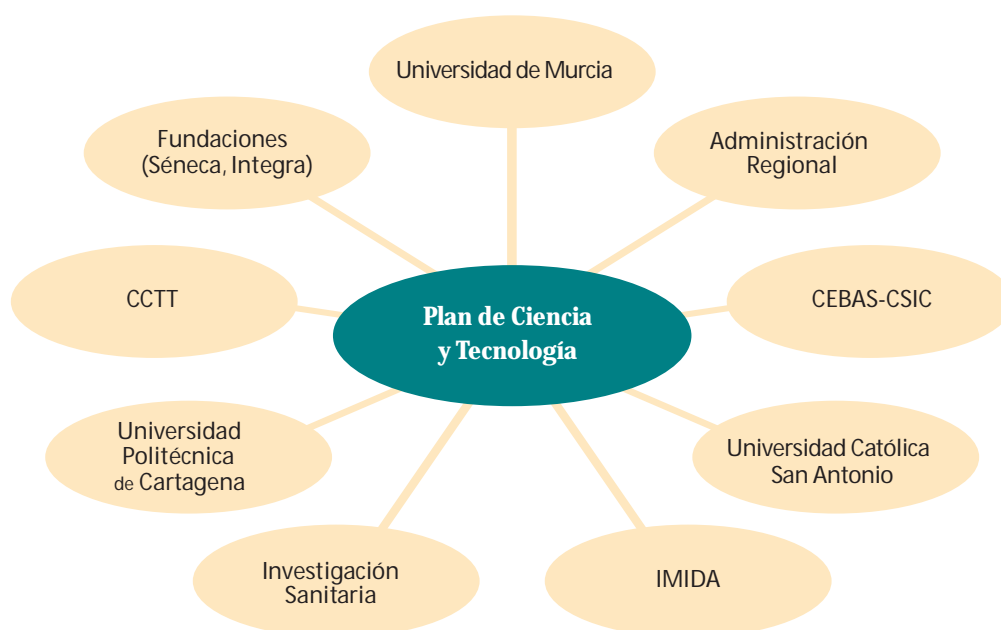 Universidad de Murcia
Fundaciones
(Séneca, Integra)
Administración
Regional
CCTT
CEBAS-CSIC
Plan de Ciencia
y Tecnología
Universidad
Politécnica
de Cartagena
Universidad Católica
San Antonio
Investigación
Sanitaria
IMIDA